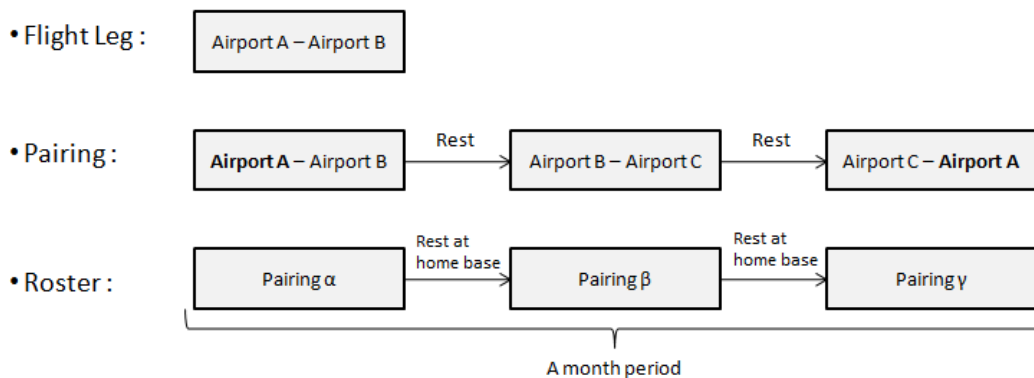 • Flight Leg :
Airport A – Airport B
• Pairing :
Airport A – Airport B
Rest
Airport B – Airport C
Rest
Airport C – Airport A
• Roster :
Pairing α
Rest at
home base
Pairing β
Rest at
home base
Pairing γ
A month period